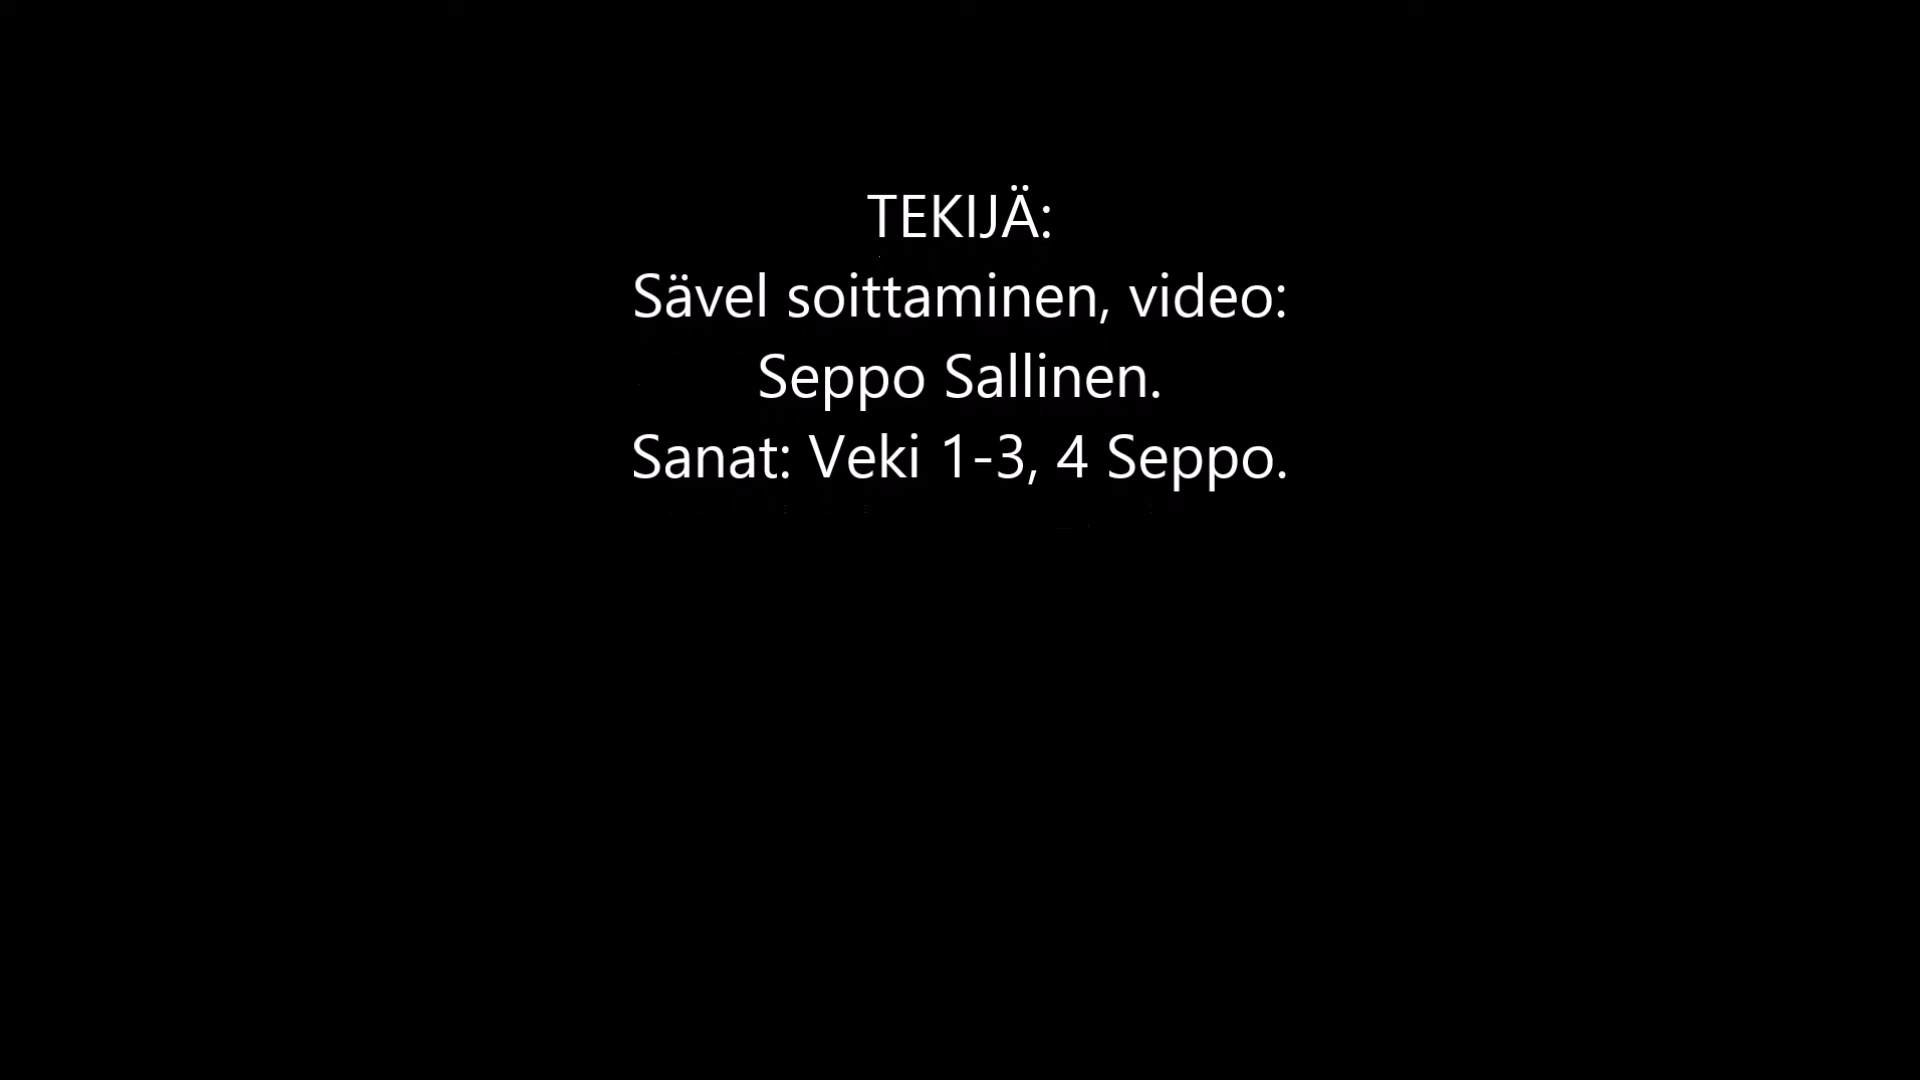 TEKIJÄ:
Sävel soittaminen, video:
Seppo Sallinen.
Sanat: Veki 1-3, 4 Seppo.